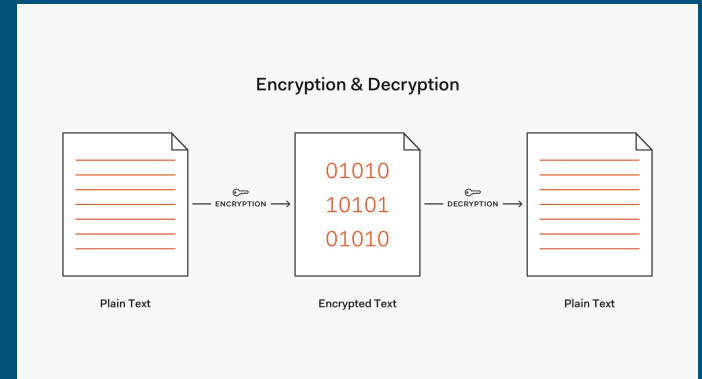 Encryption & Decryption
01010
10101
01010
ENCRYPTION
DECRYPTION
Plain Text
Encrypted Text
Plain Text